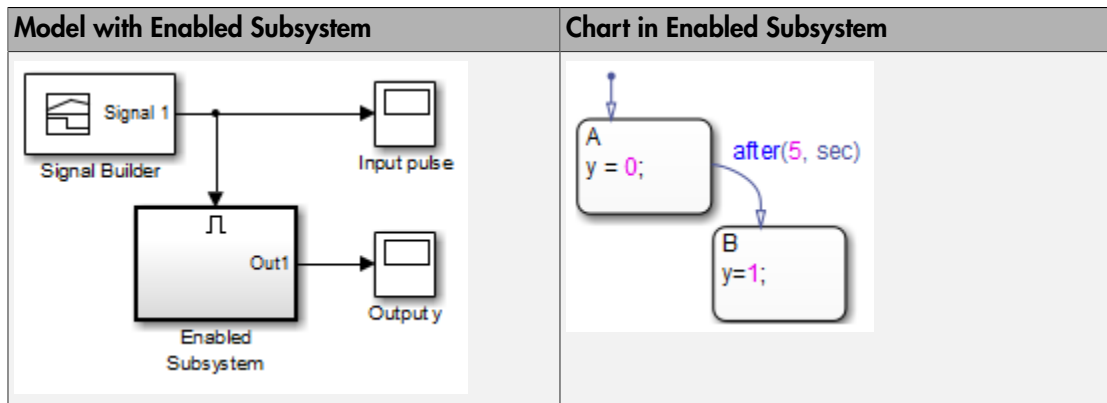 Model with Enabled Subsystem
Chart in Enabled Subsystem
Signal 1
Signal Builder
Input pulse
Out1
Enabled
Subsystem
Output y
A
y = 0;
after(5, sec)
B
y=1;